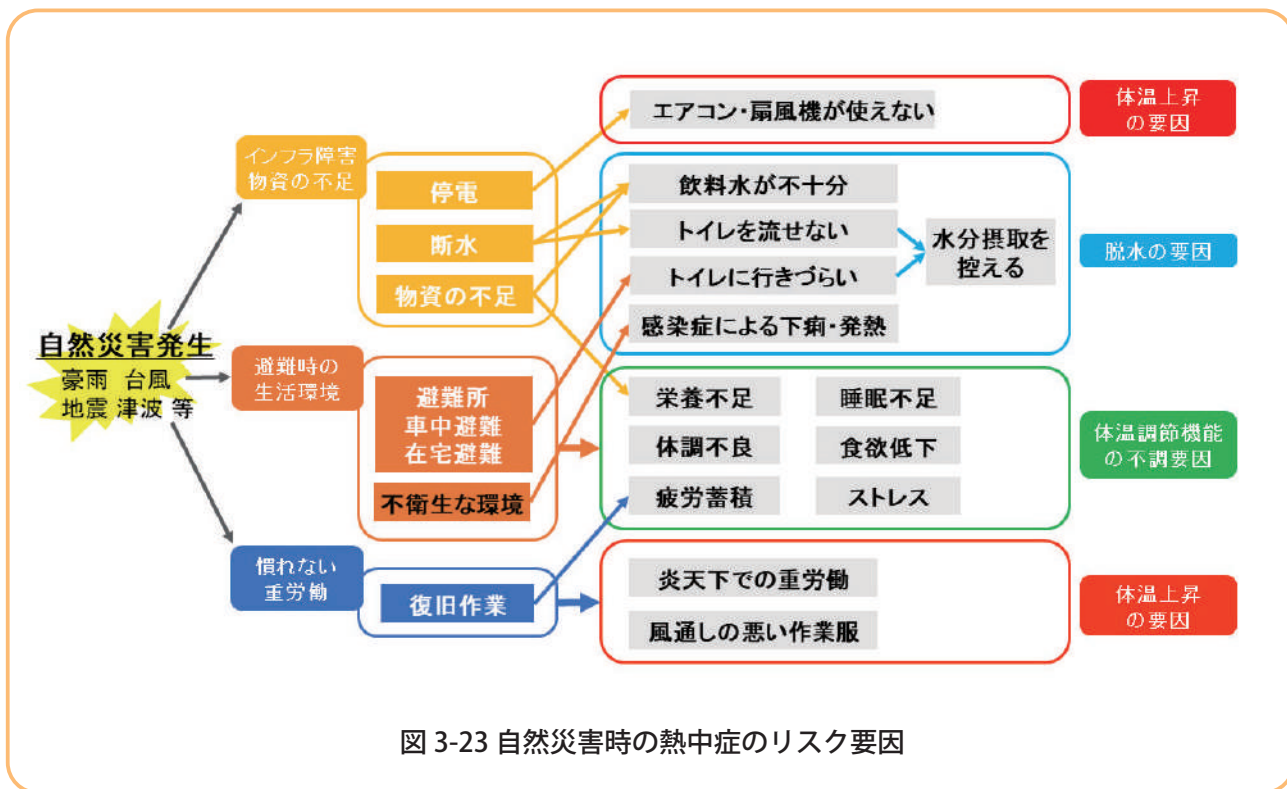 エアコン・扇風機が使えない
体温上昇
の要因
インフラ障害
物資の不足
停電
断水
物資の不足
飲料水が不十分
トイレを流せない
トイレに行きづらい
感染症による下痢・発熱
水分摂取を
控える
脱水の要因
自然災害発生
豪雨 台風
地震 津波 等
避難時の
生活環境
避難所
車中避難
在宅避難
不衛生な環境
栄養不足
睡眠不足
体調不良
食欲低下
疲労蓄積
ストレス
体温調節機能
の不調要因
慣れない
重労働
復旧作業
炎天下での重労働
風通しの悪い作業服
体温上昇
の要因
図 3-23 自然災害時の熱中症のリスク要因